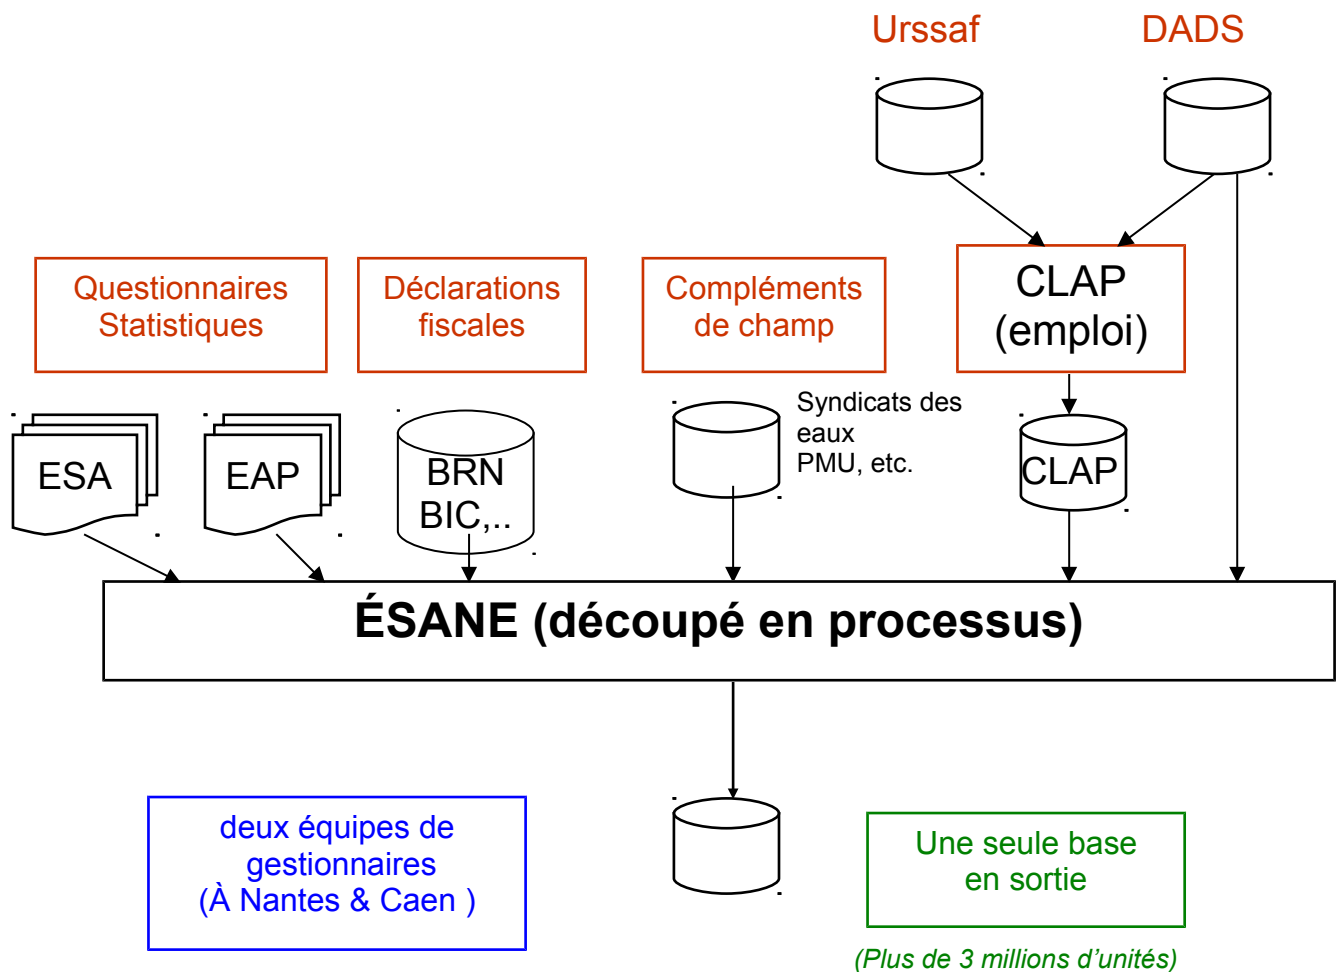 Urssaf
DADS
Questionnaires
Statistiques
Déclarations
fiscales
Compléments
de champ
CLAP
(emploi)
ESA
EAP
BRN
BIC,..
Syndicats des
eaux
PMU, etc.
CLAP
ÉSANE (découpé en processus)
deux équipes de
gestionnaires
(À Nantes & Caen )
Une seule base
en sortie
(Plus de 3 millions d’unités)